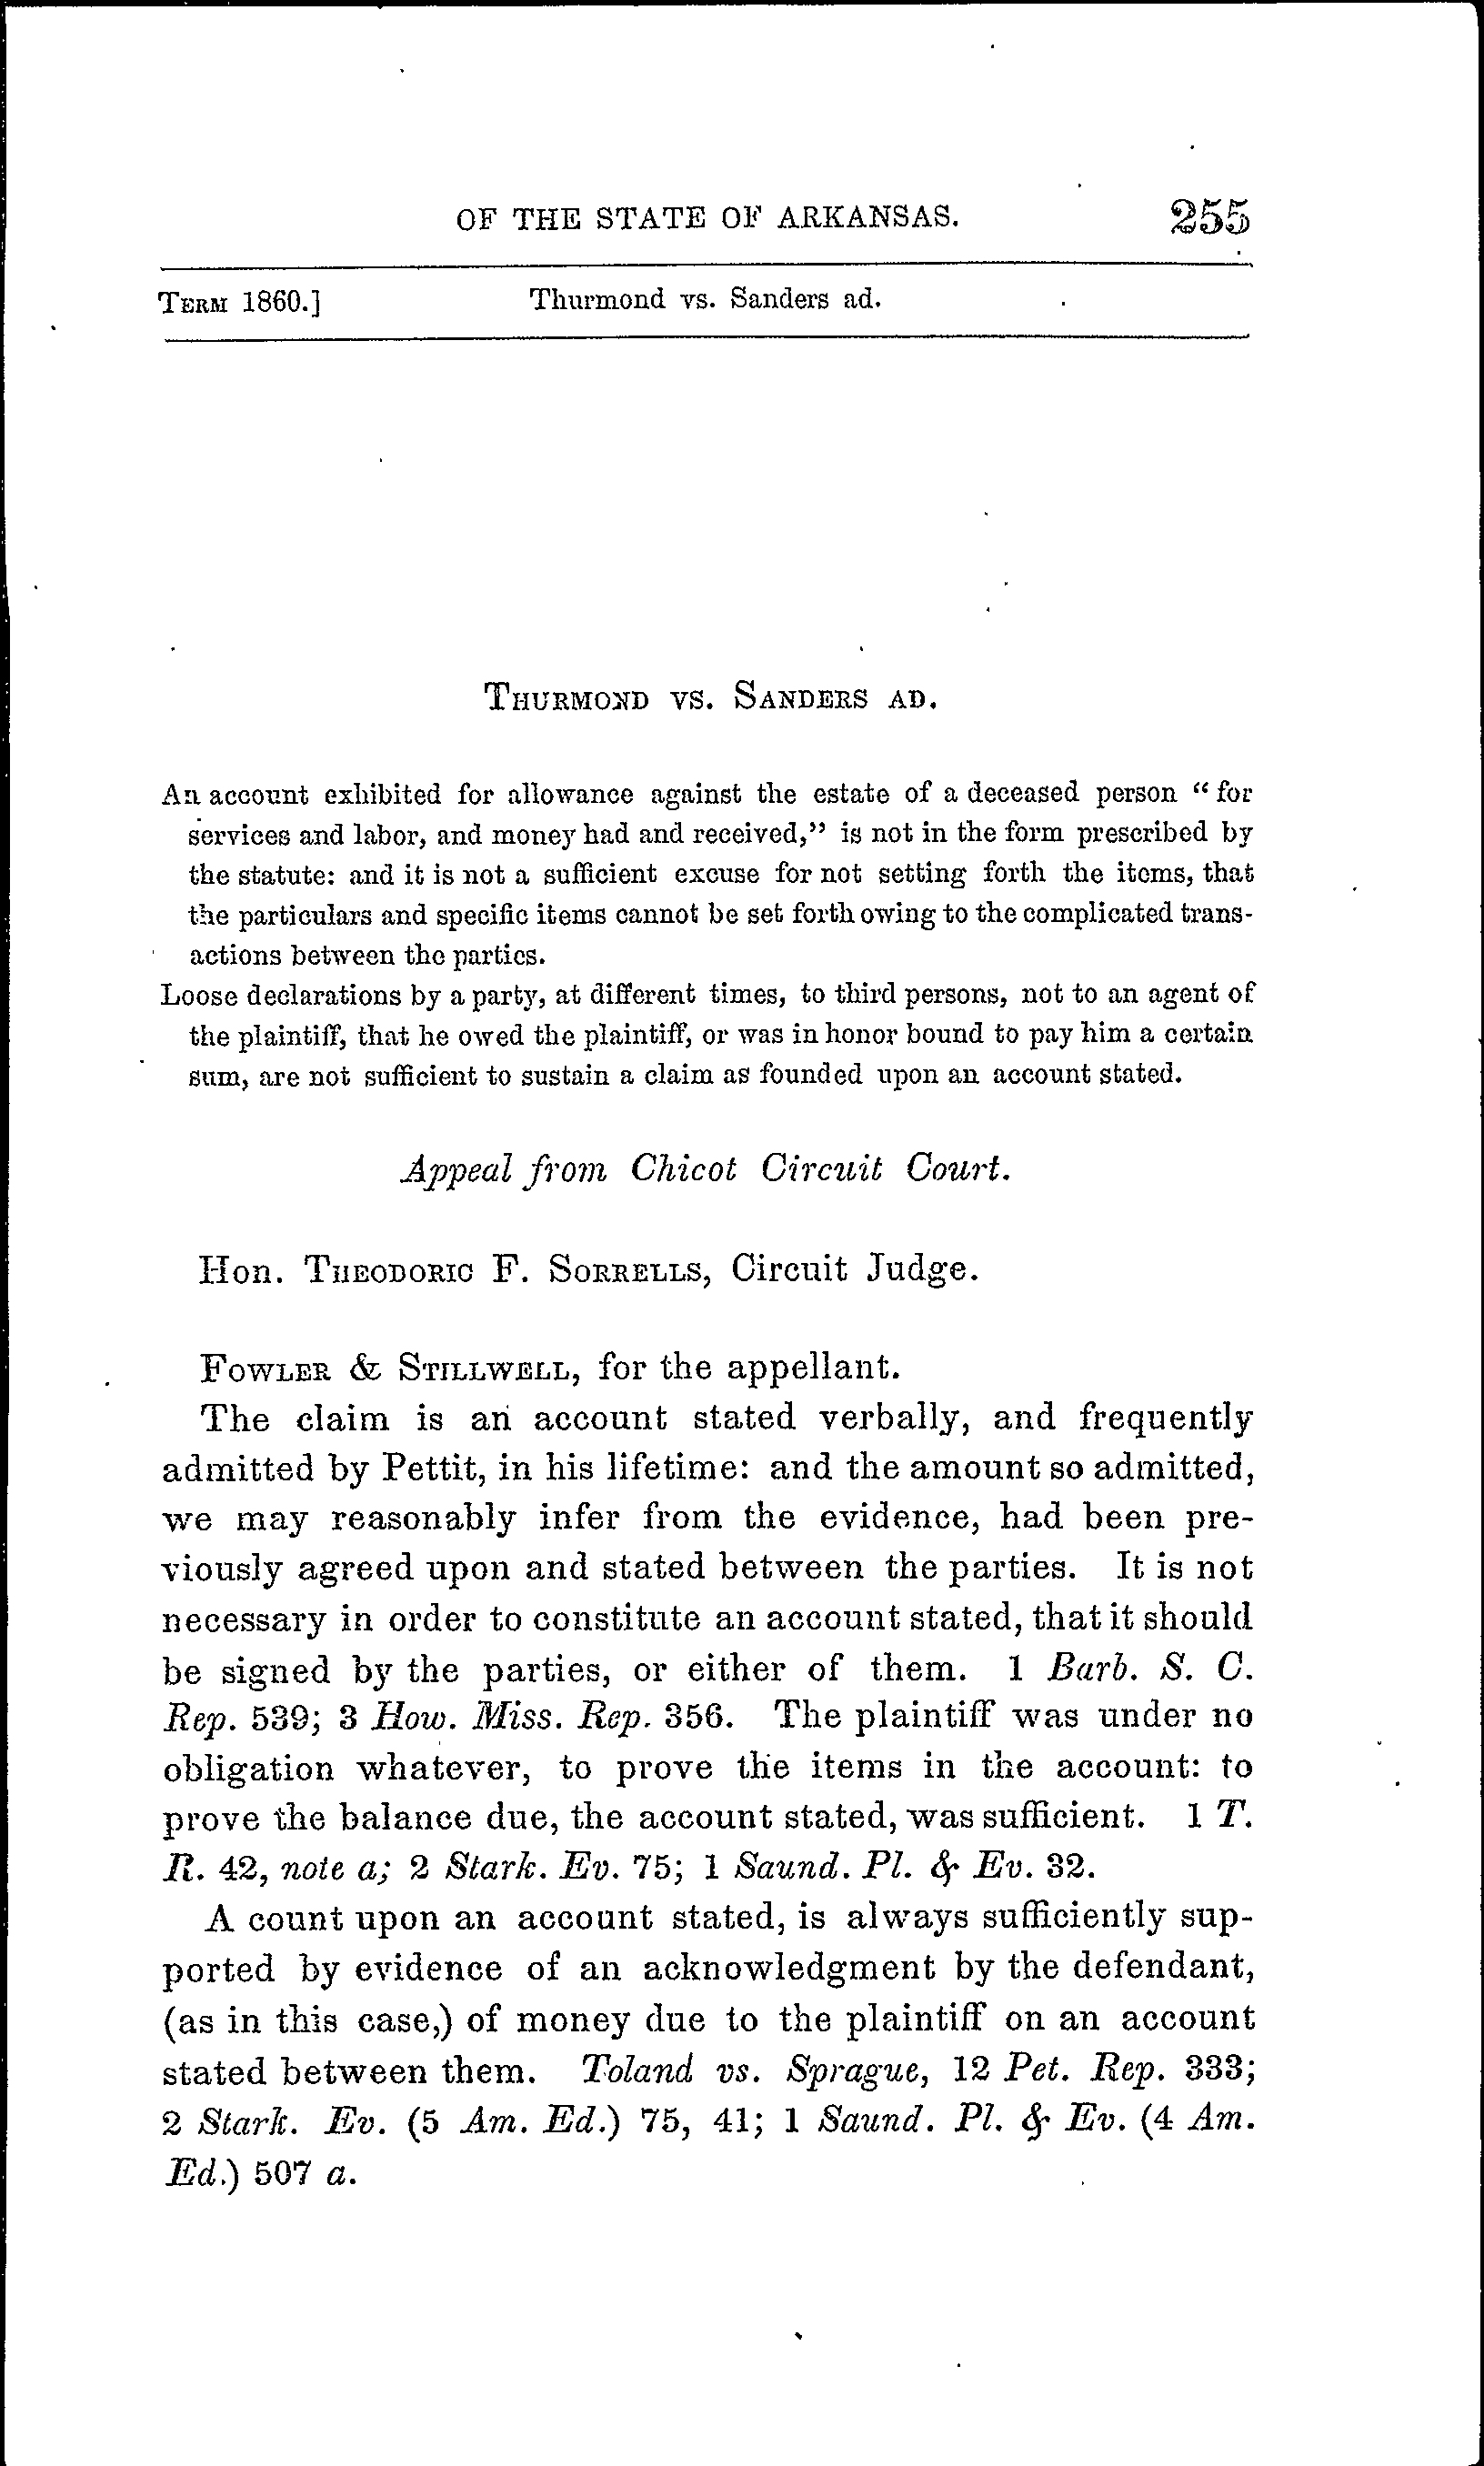 OF THE STATE OF ARKANSAS. 255
TERM 1860.] Thurmond vs. Sanders ad.
THURMOND VS. SANDERS AD.
An account exhibited for allowance against the estate of a deceased person “for
services and labor, and money had and received,” is not in the form prescribed by
the statute: and it is not a sufficient excuse for not setting forth the items, that
the particulars and specific items cannot be set forth owing to the complicated trans-
actions between the parties.
Loose declarations by a party, at different times, to third persons, not to an agent of
the plaintiff, that he owed the plaintiff, or was in honor bound to pay him a certain
sum, are not sufficient to sustain a claim as founded upon an account stated.
Appeal from Chicot Circuit Court.
Hon. THEODORIC F. SORRELLS, Circuit Judge.
FOWLER & STILLWELL, for the appellant.
The claim is an account stated verbally, and frequently
admitted by Pettit, in his lifetime: and the amount so admitted,
we may reasonably infer from the evidence, had been pre-
viously agreed upon and stated between the parties. It is not
necessary in order to constitute an account stated, that it should
be signed by the parties, or either of them. 1 Barb. S. C.
Rep. 539; 3 How. Miss. Rep. 356. The plaintiff was under no
obligation whatever, to prove the items in the account: to
prove the balance due, the account stated, was sufficient. 1 T.
R. 42, note a; 2 Stark. Ev. 75; 1 Saund. Pl. & Ev. 32.
A count upon an account stated, is always sufficiently sup-
ported by evidence of an acknowledgment by the defendant,
(as in this case,) of money due to the plaintiff on an account
stated between them. Toland vs. Sprague, 12 Pet. Rep. 333;
2 Stark. Ev. (5 Am. Ed.) 75, 41; 1 Saund. Pl. & Ev. (4 Am.
Ed.) 507 a.